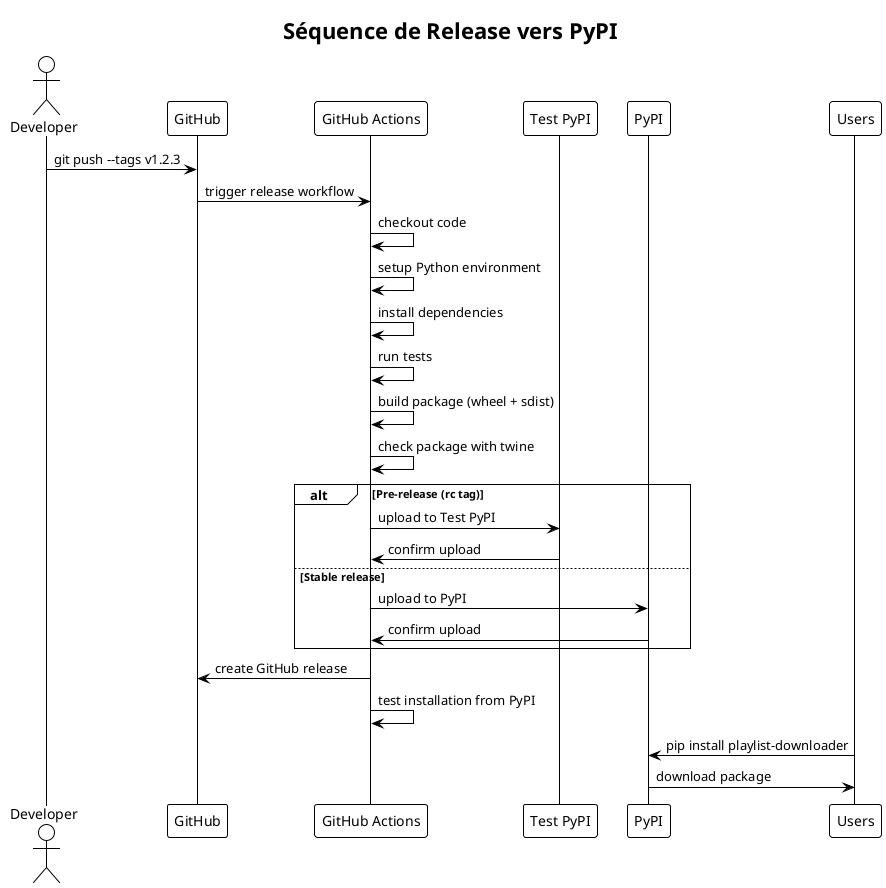 Séquence de Release vers PyPI
Developer
GitHub
GitHub Actions
Test PyPI
PyPI
Users
git push --tags v1.2.3
trigger release workflow
checkout code
setup Python environment
install dependencies
run tests
build package (wheel + sdist)
check package with twine
alt
[Pre-release (rc tag)]
upload to Test PyPI
confirm upload
[Stable release]
upload to PyPI
confirm upload
create GitHub release
test installation from PyPI
pip install playlist-downloader
download package
Developer
GitHub
GitHub Actions
Test PyPI
PyPI
Users